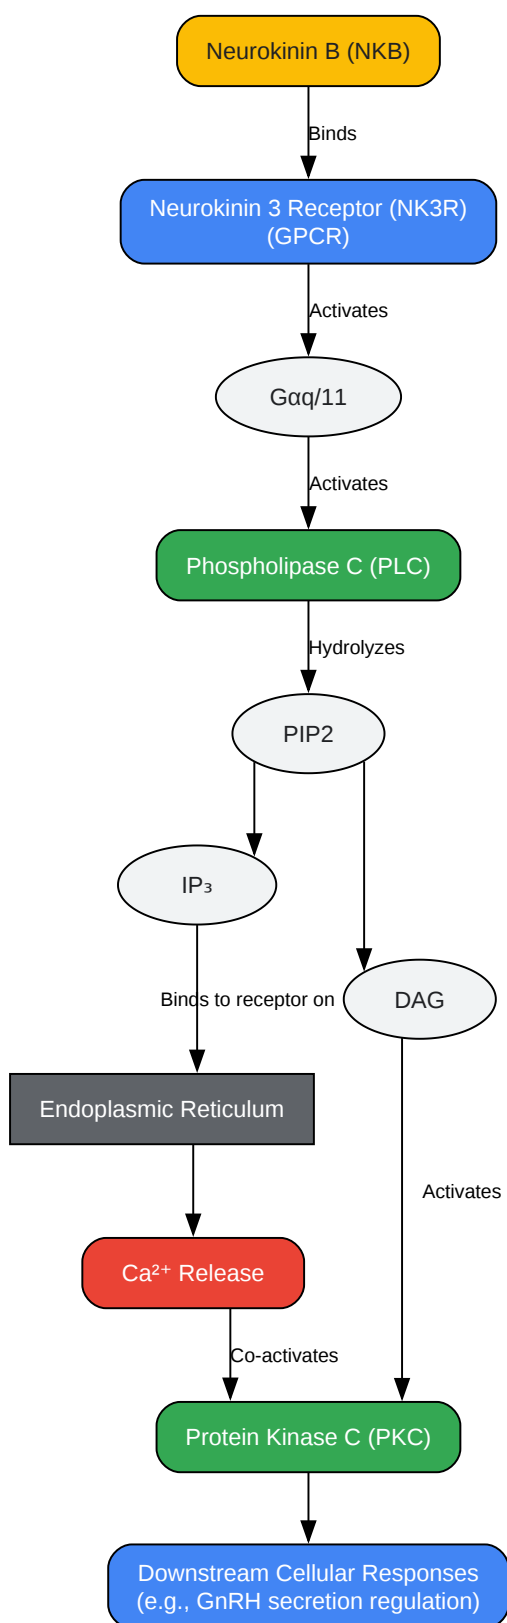 Neurokinin B (NKB)
Binds
Neurokinin 3 Receptor (NK3R)
(GPCR)
Activates
Gαq/11
Activates
Phospholipase C (PLC)
Hydrolyzes
PIP2
IP₃
Binds to receptor on
DAG
Endoplasmic Reticulum
Activates
Ca²⁺ Release
Co-activates
Protein Kinase C (PKC)
Downstream Cellular Responses
(e.g., GnRH secretion regulation)